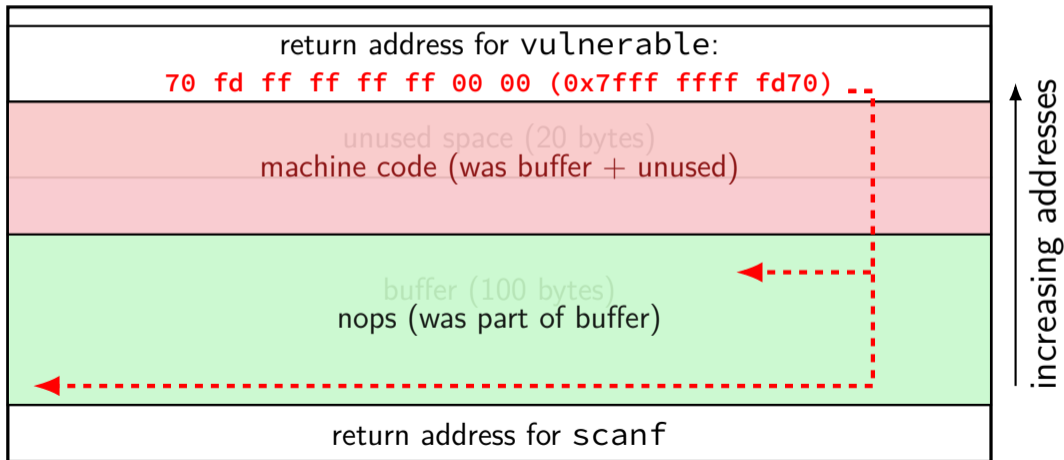 return address for vulnerable:
70 fd ff ff ff ff 00 00 (0x7fff ffff fd70)
unused space (20 bytes)
machine code (was buffer + unused)
buffer (100 bytes)
nops (was part of buffer)
return address for scanf
increasing addresses